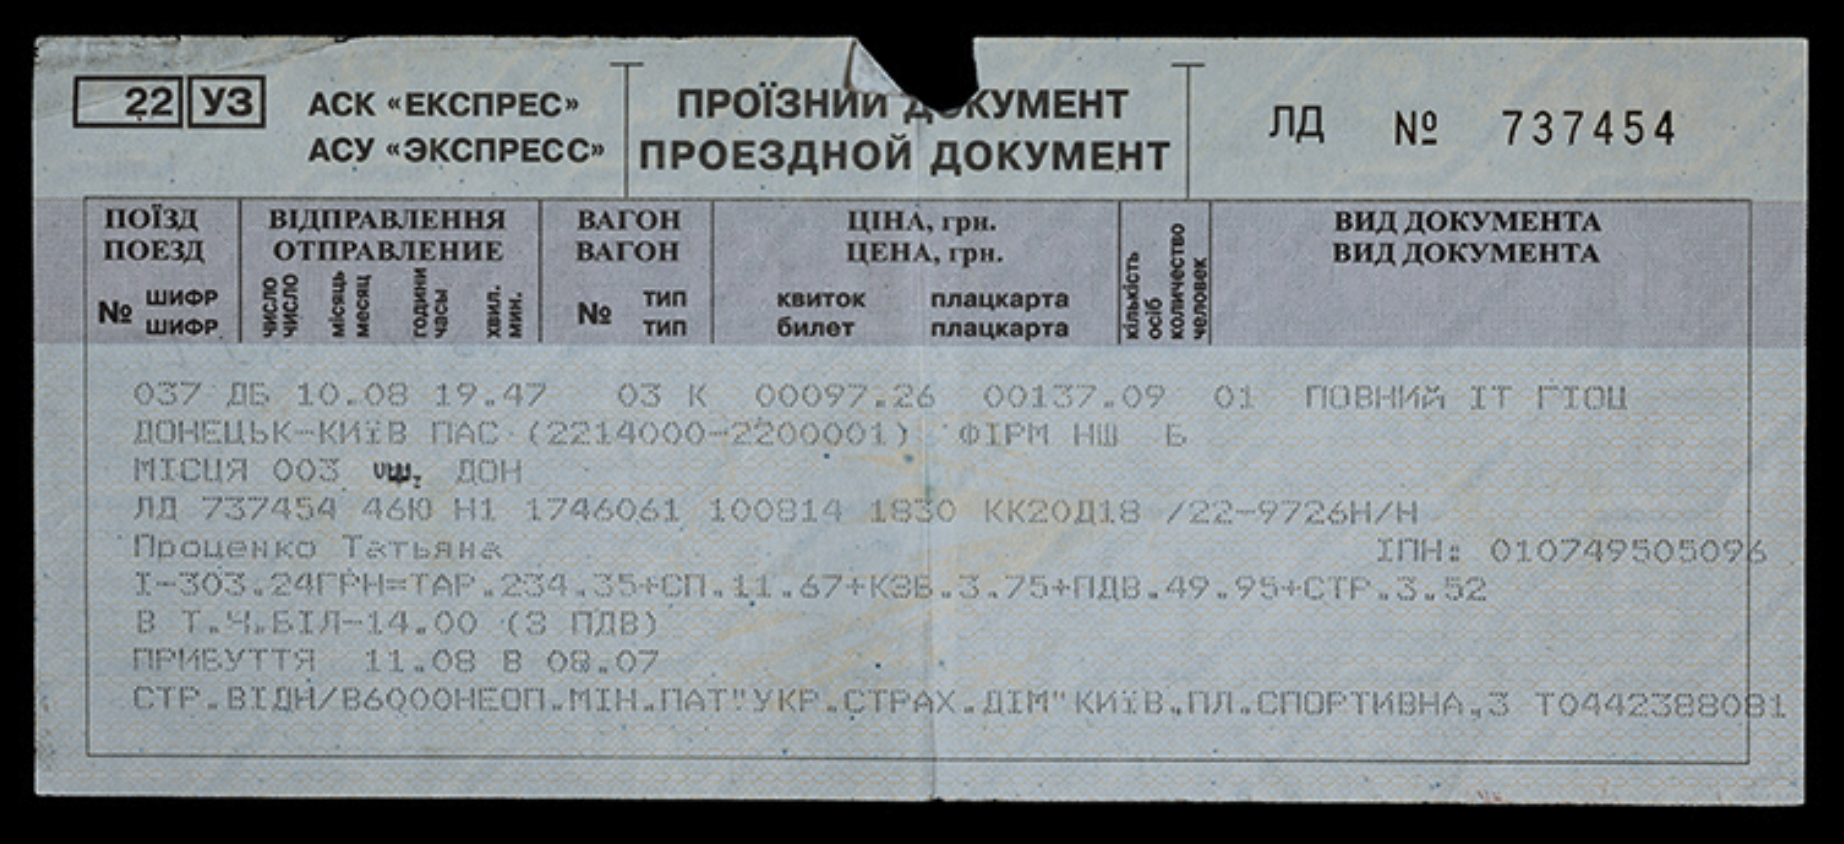 22 УЗ АСК «ЕКСПРЕС» ПРОЇЗНИЙ ДОКУМЕНТ ЛД № 737454
АСУ «ЭКСПРЕСС» ПРОЕЗДНОЙ ДОКУМЕНТ
ПОЇЗД ВІДПРАВЛЕННЯ ВАГОН ЦІНА, грн. ВИД ДОКУМЕНТА
ПОЕЗД ОТПРАВЛЕНИЕ ВАГОН ЦЕНА, грн. ВИД ДОКУМЕНТА
№ шифр тип квиток плацкарта
шифр № тип билет плацкарта
число
число
місяць
месяц
години
часы
хвил.
мин.
кількість
осіб
количество
человек
037 ДБ 10.08 19.47 03 К 00097.26 00137.09 01 ПОВНИЙ ІТ ГІОЦ
ДОНЕЦЬК-КИЇВ ПАС (2214000-2200001) ФІРМ НШ Б
МІСЦЯ 003 ДОН
ЛД 737454 46Ю Н1 1746061 100814 1830 КК20Д18 /22-9726Н/Н
Проценко Татьяна ІПН: 010749505096
І-303.24ГРН=ТАР.234.35+СП.11.67+КЗБ.3.75+ПДВ.49.95+СТР.3.52
В Т.Ч.БІЛ-14.00 (З ПДВ)
ПРИБУТТЯ 11.08 В 08.07
СТР.ВІДН/В6000НЕОП.МІН.ПАТ"УКР.СТРАХ.ДІМ"КИЇВ,ПЛ.СПОРТИВНА,3 Т0442388081